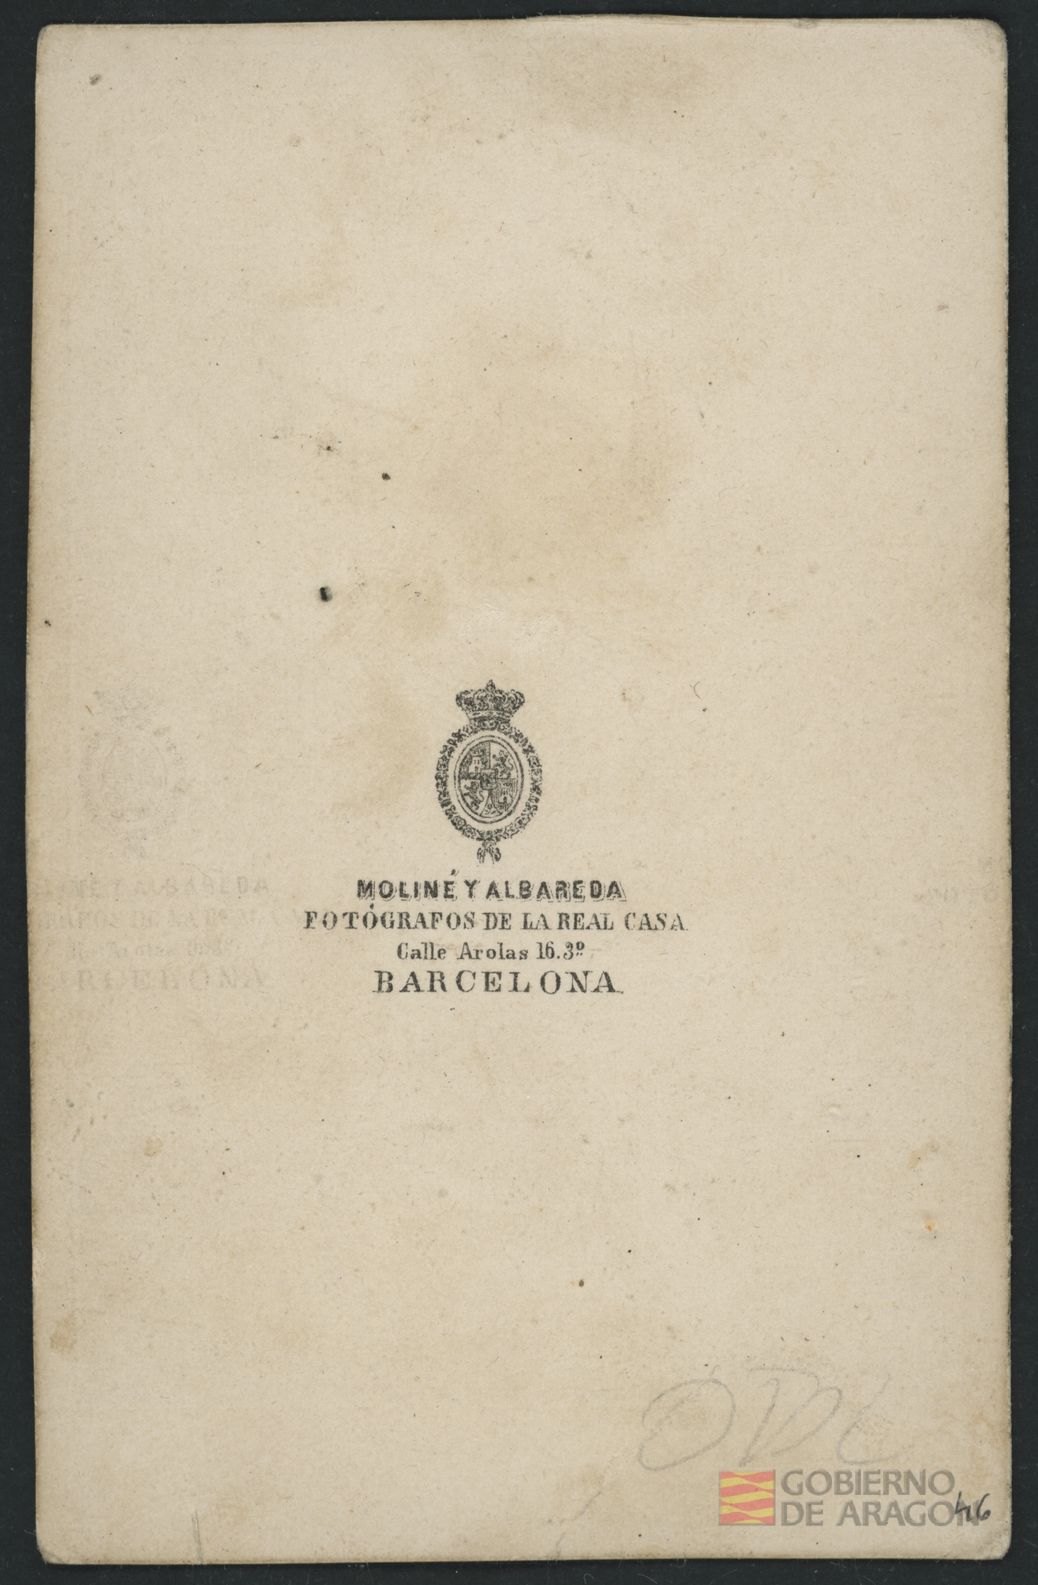 MOLINÉ Y ALBAREDA
FOTÓGRAFOS DE LA REAL CASA
Calle Arolas 16.3º
BARCELONA
GOBIERNO
DE ARAGON
46